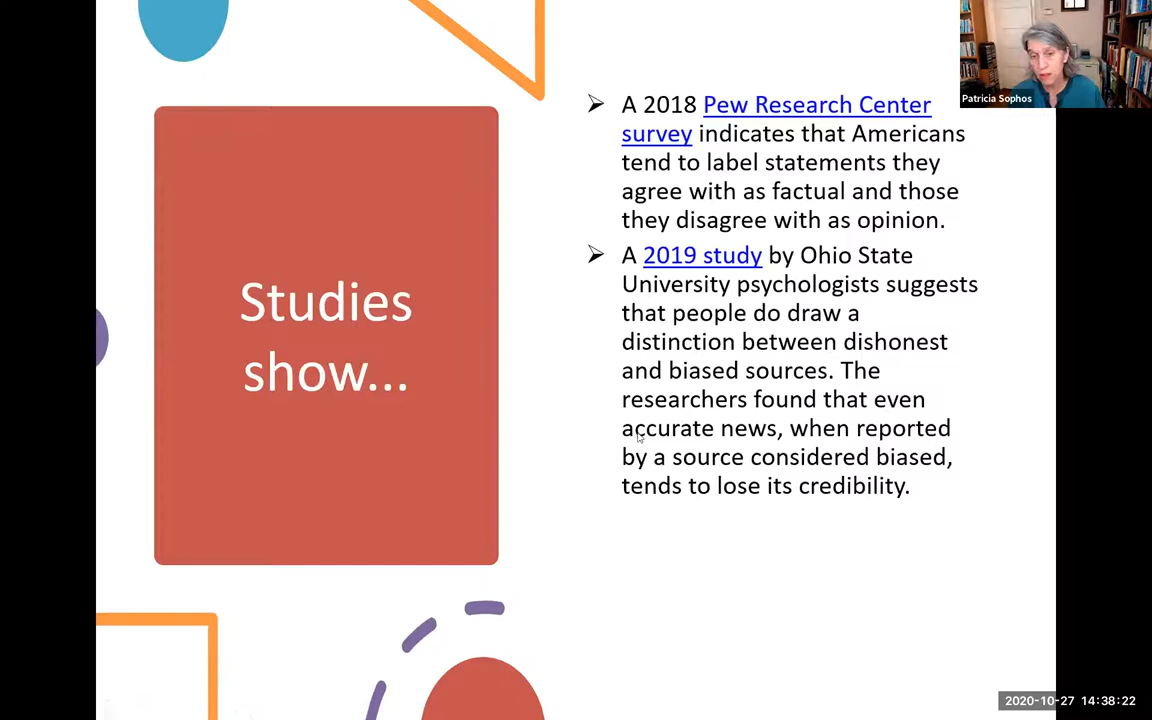 Studies
show...
➢ A 2018 Pew Research Center
survey indicates that Americans
tend to label statements they
agree with as factual and those
they disagree with as opinion.
➢ A 2019 study by Ohio State
University psychologists suggests
that people do draw a
distinction between dishonest
and biased sources. The
researchers found that even
accurate news, when reported
by a source considered biased,
tends to lose its credibility.
Patricia Sophos
2020-10-27 14:38:22